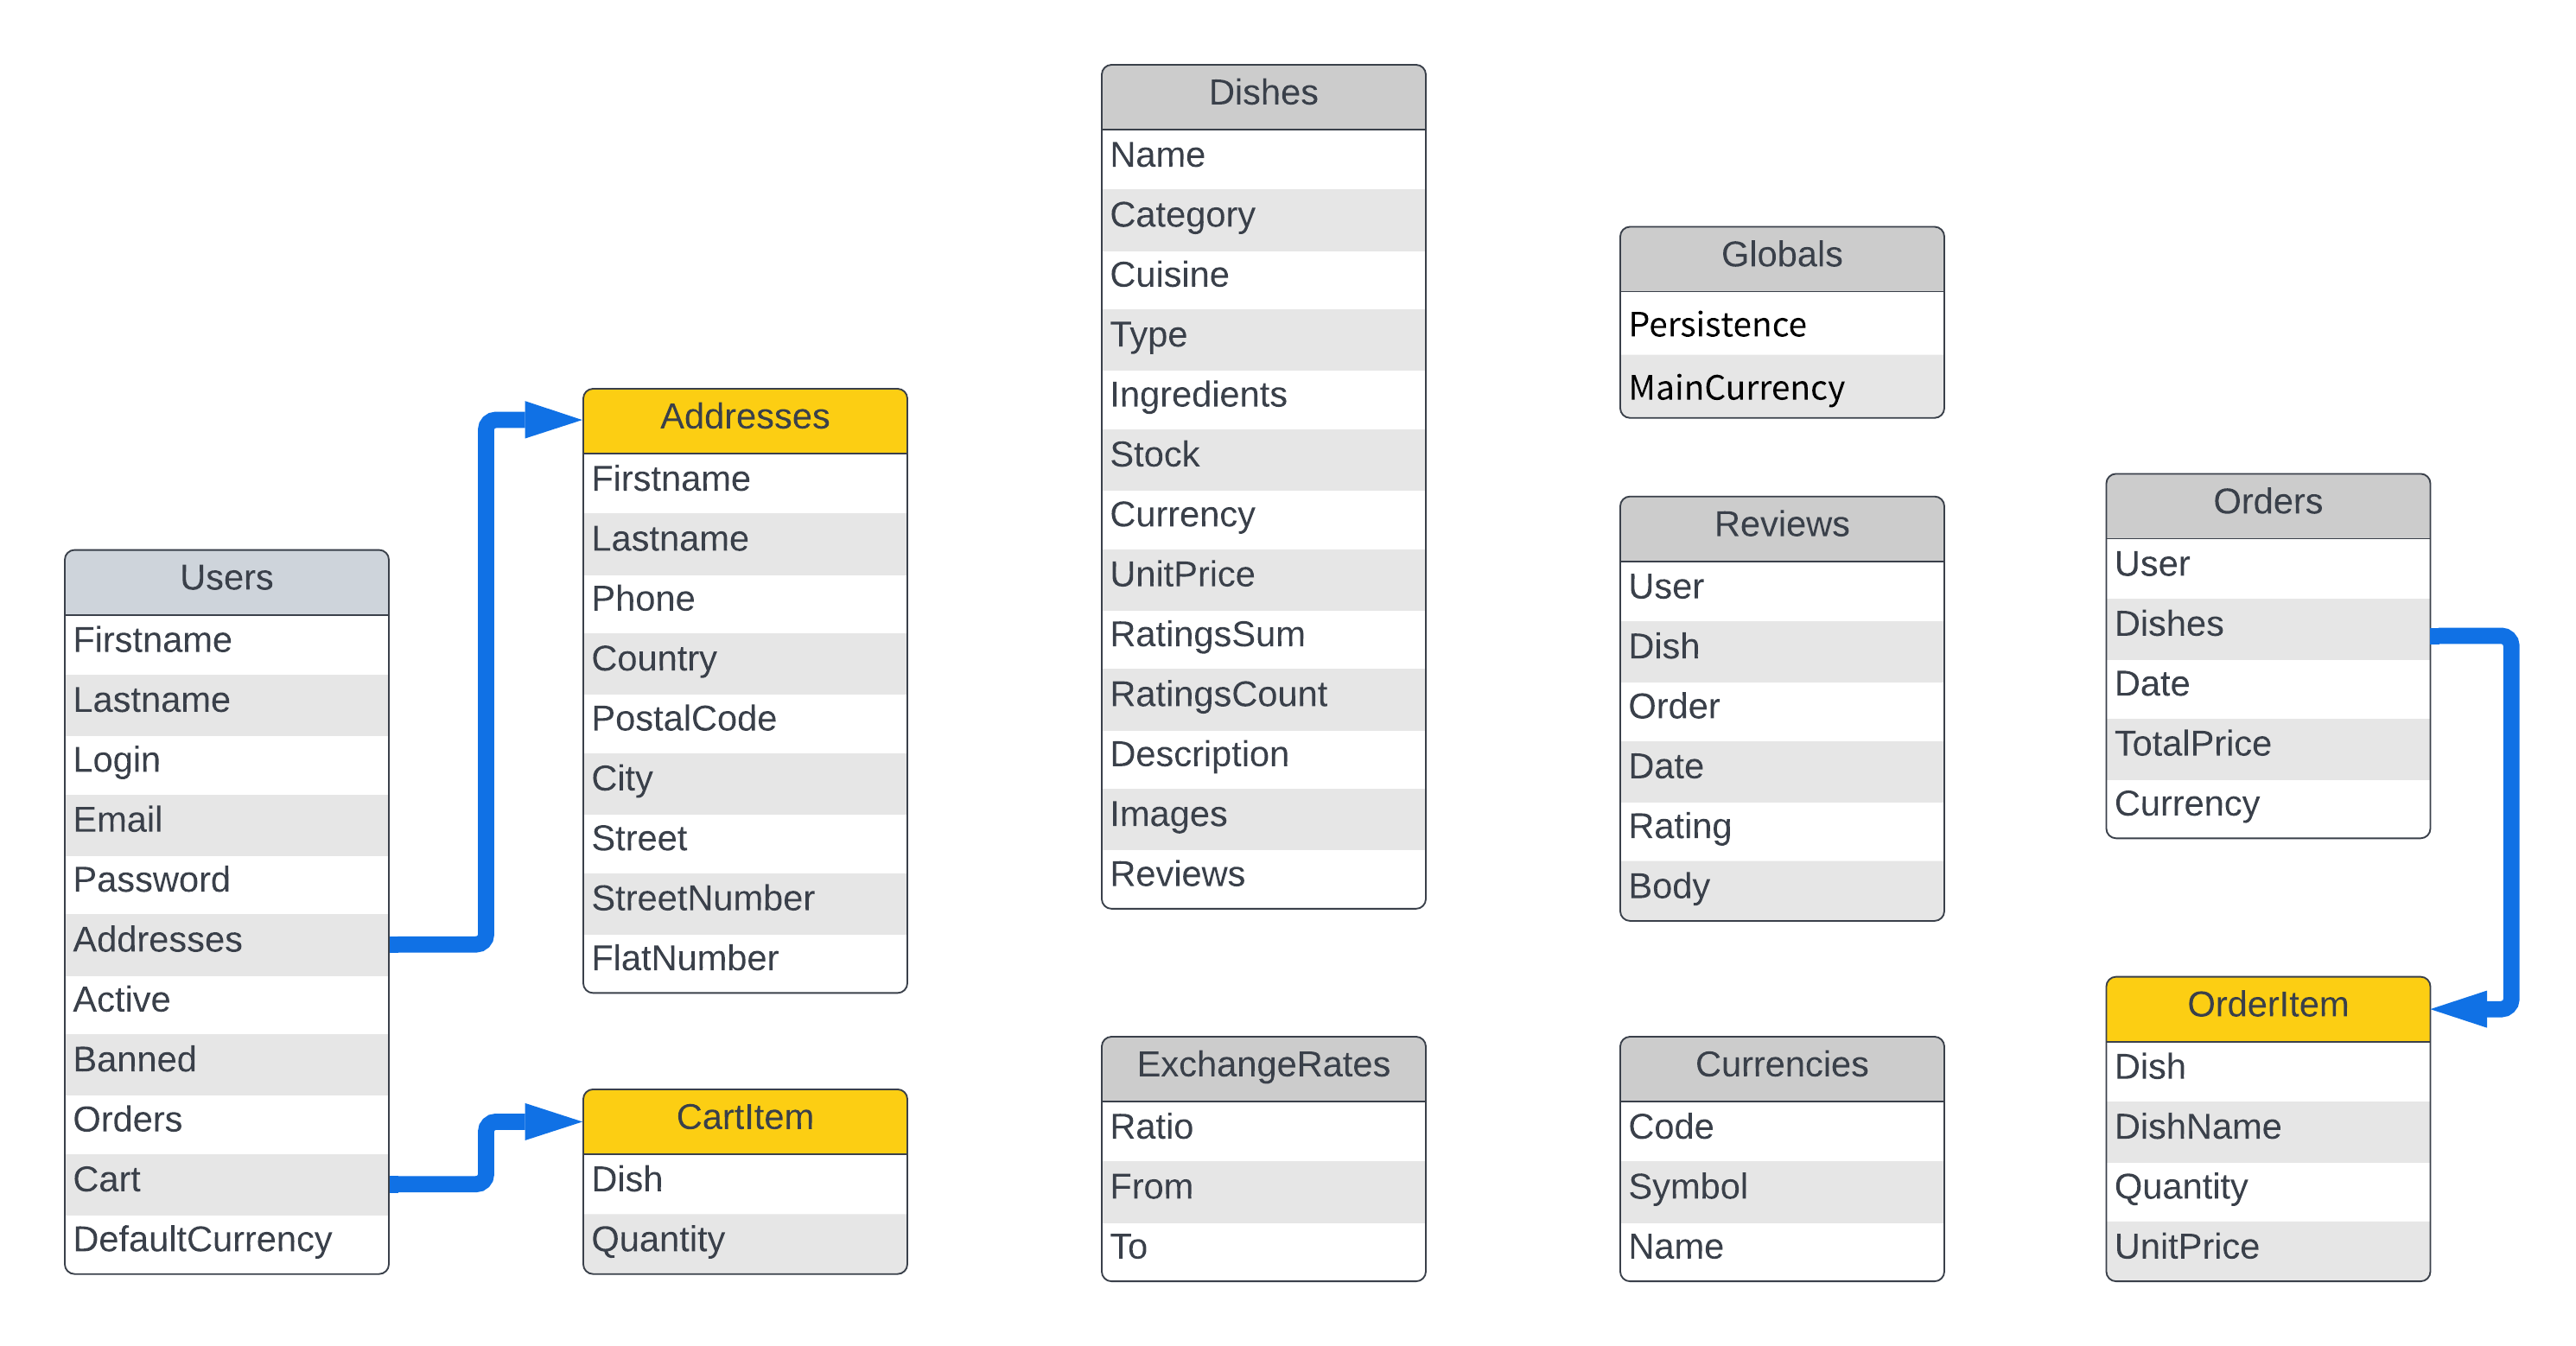 Users
Firstname
Lastname
Login
Email
Password
Addresses
Active
Banned
Orders
Cart
DefaultCurrency
Addresses
Firstname
Lastname
Phone
Country
PostalCode
City
Street
StreetNumber
FlatNumber
CartItem
Dish
Quantity
Dishes
Name
Category
Cuisine
Type
Ingredients
Stock
Currency
UnitPrice
RatingsSum
RatingsCount
Description
Images
Reviews
ExchangeRates
Ratio
From
To
Globals
Persistence
MainCurrency
Reviews
User
Dish
Order
Date
Rating
Body
Currencies
Code
Symbol
Name
Orders
User
Dishes
Date
TotalPrice
Currency
OrderItem
Dish
DishName
Quantity
UnitPrice